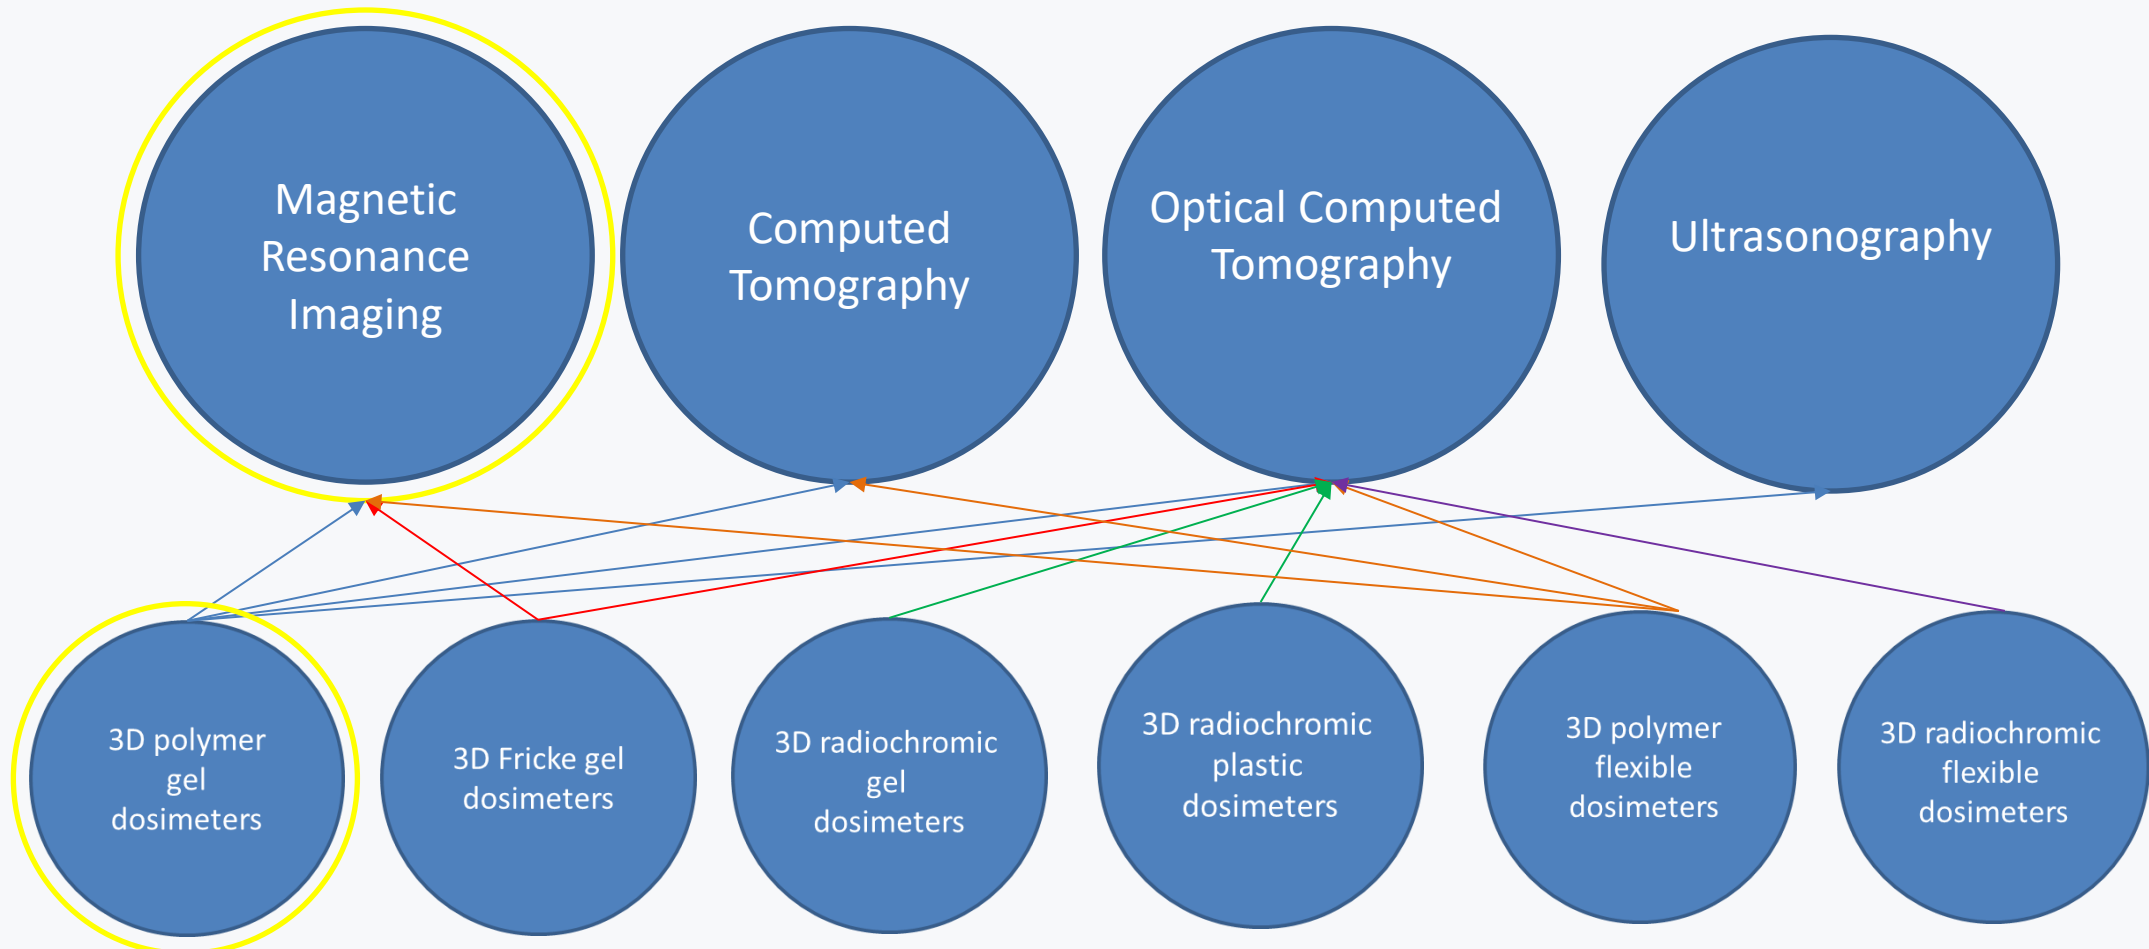 Magnetic
Resonance
Imaging
Computed
Tomography
Optical Computed
Tomography
Ultrasonography
3D polymer
gel
dosimeters
3D Fricke gel
dosimeters
3D radiochromic
gel
dosimeters
3D radiochromic
plastic
dosimeters
3D polymer
flexible
dosimeters
3D radiochromic
flexible
dosimeters